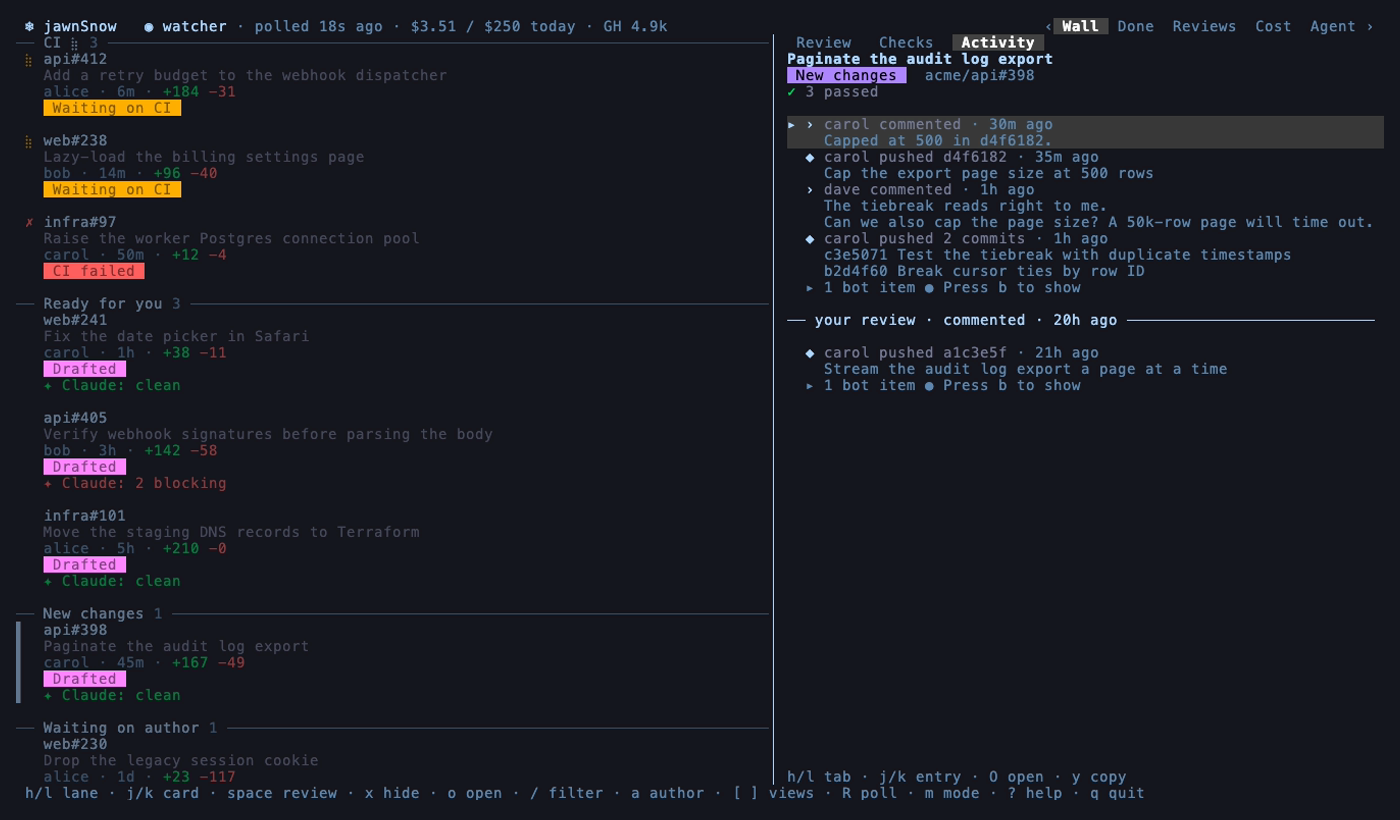 ❄ jawnSnow ◉ watcher · polled 18s ago · $3.51 / $250 today · GH 4.9k ‹ Wall Done Reviews Cost Agent ›
CI ⣾ 3
api#412
Add a retry budget to the webhook dispatcher
alice · 6m · +184 −31
Waiting on CI
web#238
Lazy-load the billing settings page
bob · 14m · +96 −40
Waiting on CI
✗ infra#97
Raise the worker Postgres connection pool
carol · 50m · +12 −4
CI failed
Ready for you 3
web#241
Fix the date picker in Safari
carol · 1h · +38 −11
Drafted
✦ Claude: clean
api#405
Verify webhook signatures before parsing the body
bob · 3h · +142 −58
Drafted
✦ Claude: 2 blocking
infra#101
Move the staging DNS records to Terraform
alice · 5h · +210 −0
Drafted
✦ Claude: clean
New changes 1
api#398
Paginate the audit log export
carol · 45m · +167 −49
Drafted
✦ Claude: clean
Waiting on author 1
web#230
Drop the legacy session cookie
alice · 1d · +23 −117
Review Checks Activity
Paginate the audit log export
New changes acme/api#398
✓ 3 passed
▸ › carol commented · 30m ago
Capped at 500 in d4f6182.
◆ carol pushed d4f6182 · 35m ago
Cap the export page size at 500 rows
› dave commented · 1h ago
The tiebreak reads right to me.
Can we also cap the page size? A 50k-row page will time out.
◆ carol pushed 2 commits · 1h ago
c3e5071 Test the tiebreak with duplicate timestamps
b2d4f60 Break cursor ties by row ID
▸ 1 bot item ● Press b to show
your review · commented · 20h ago
◆ carol pushed a1c3e5f · 21h ago
Stream the audit log export a page at a time
▸ 1 bot item ● Press b to show
h/l tab · j/k entry · O open · y copy
h/l lane · j/k card · space review · x hide · o open · / filter · a author · [ ] views · R poll · m mode · ? help · q quit